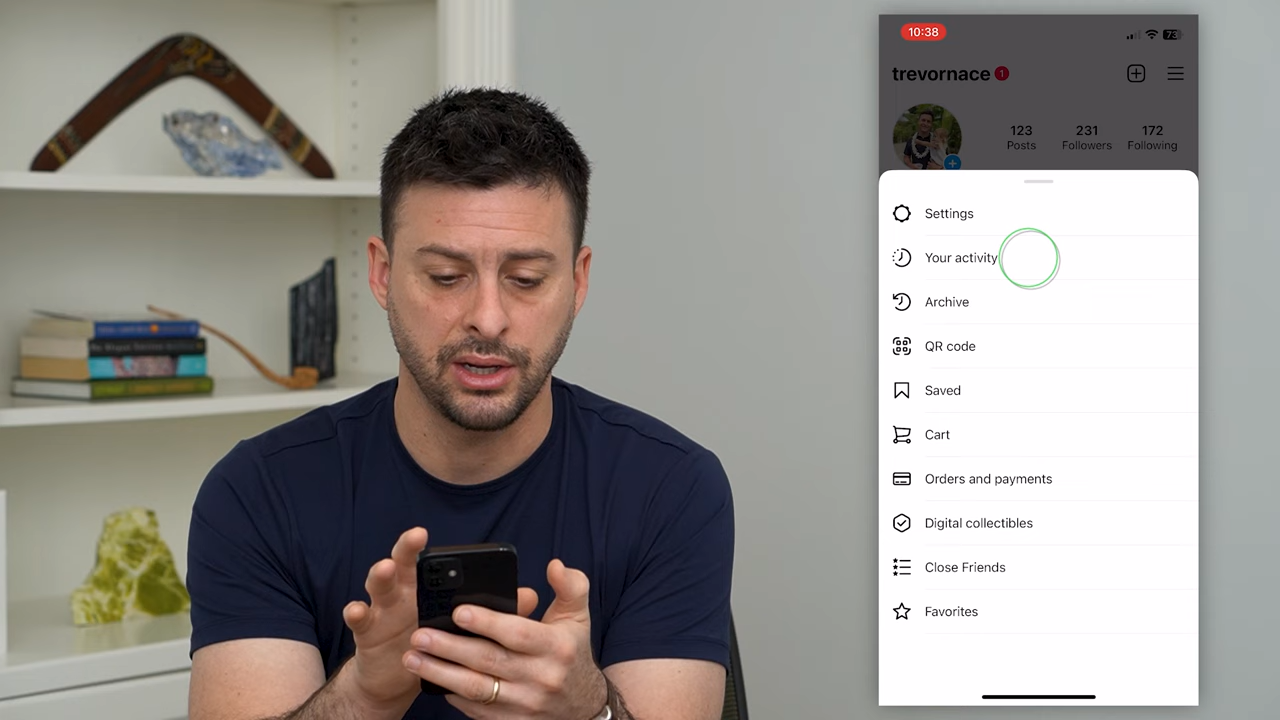 10:38
73
trevornace 1
123 231 172
Posts Followers Following
Settings
Your activity
Archive
QR code
Saved
Cart
Orders and payments
Digital collectibles
Close Friends
Favorites